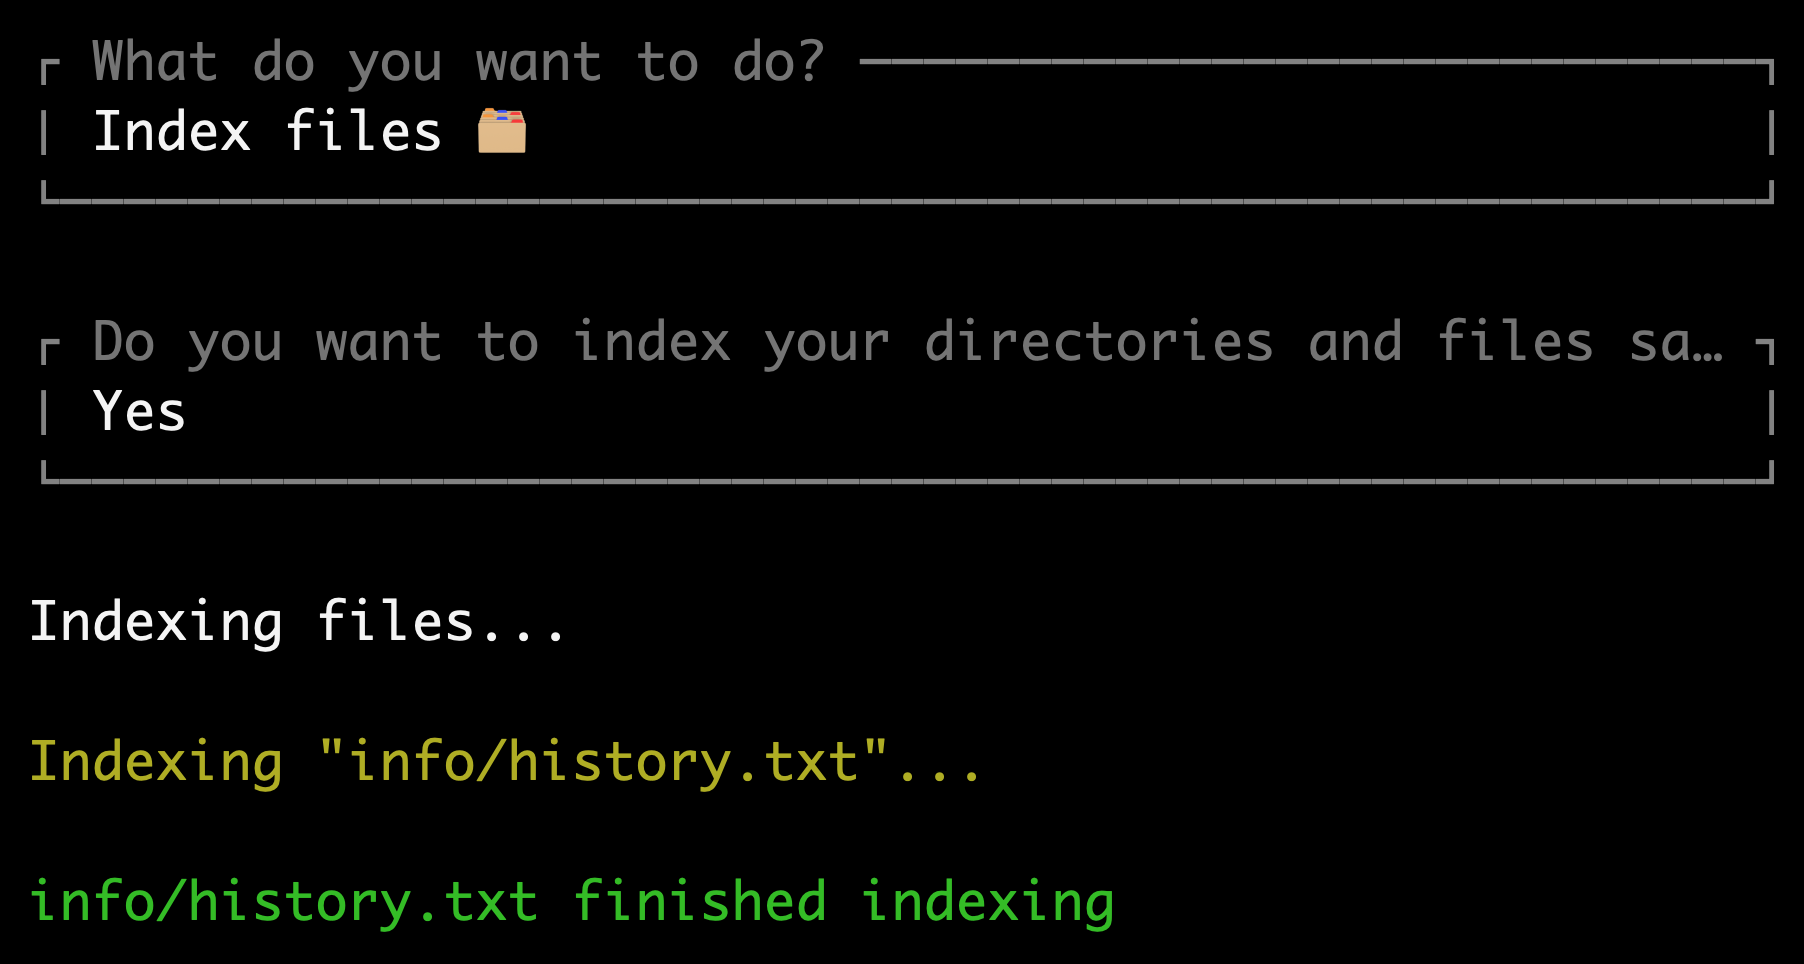 What do you want to do?
Index files 🗂️
Do you want to index your directories and files sa…
Yes
Indexing files...
Indexing "info/history.txt"...
info/history.txt finished indexing